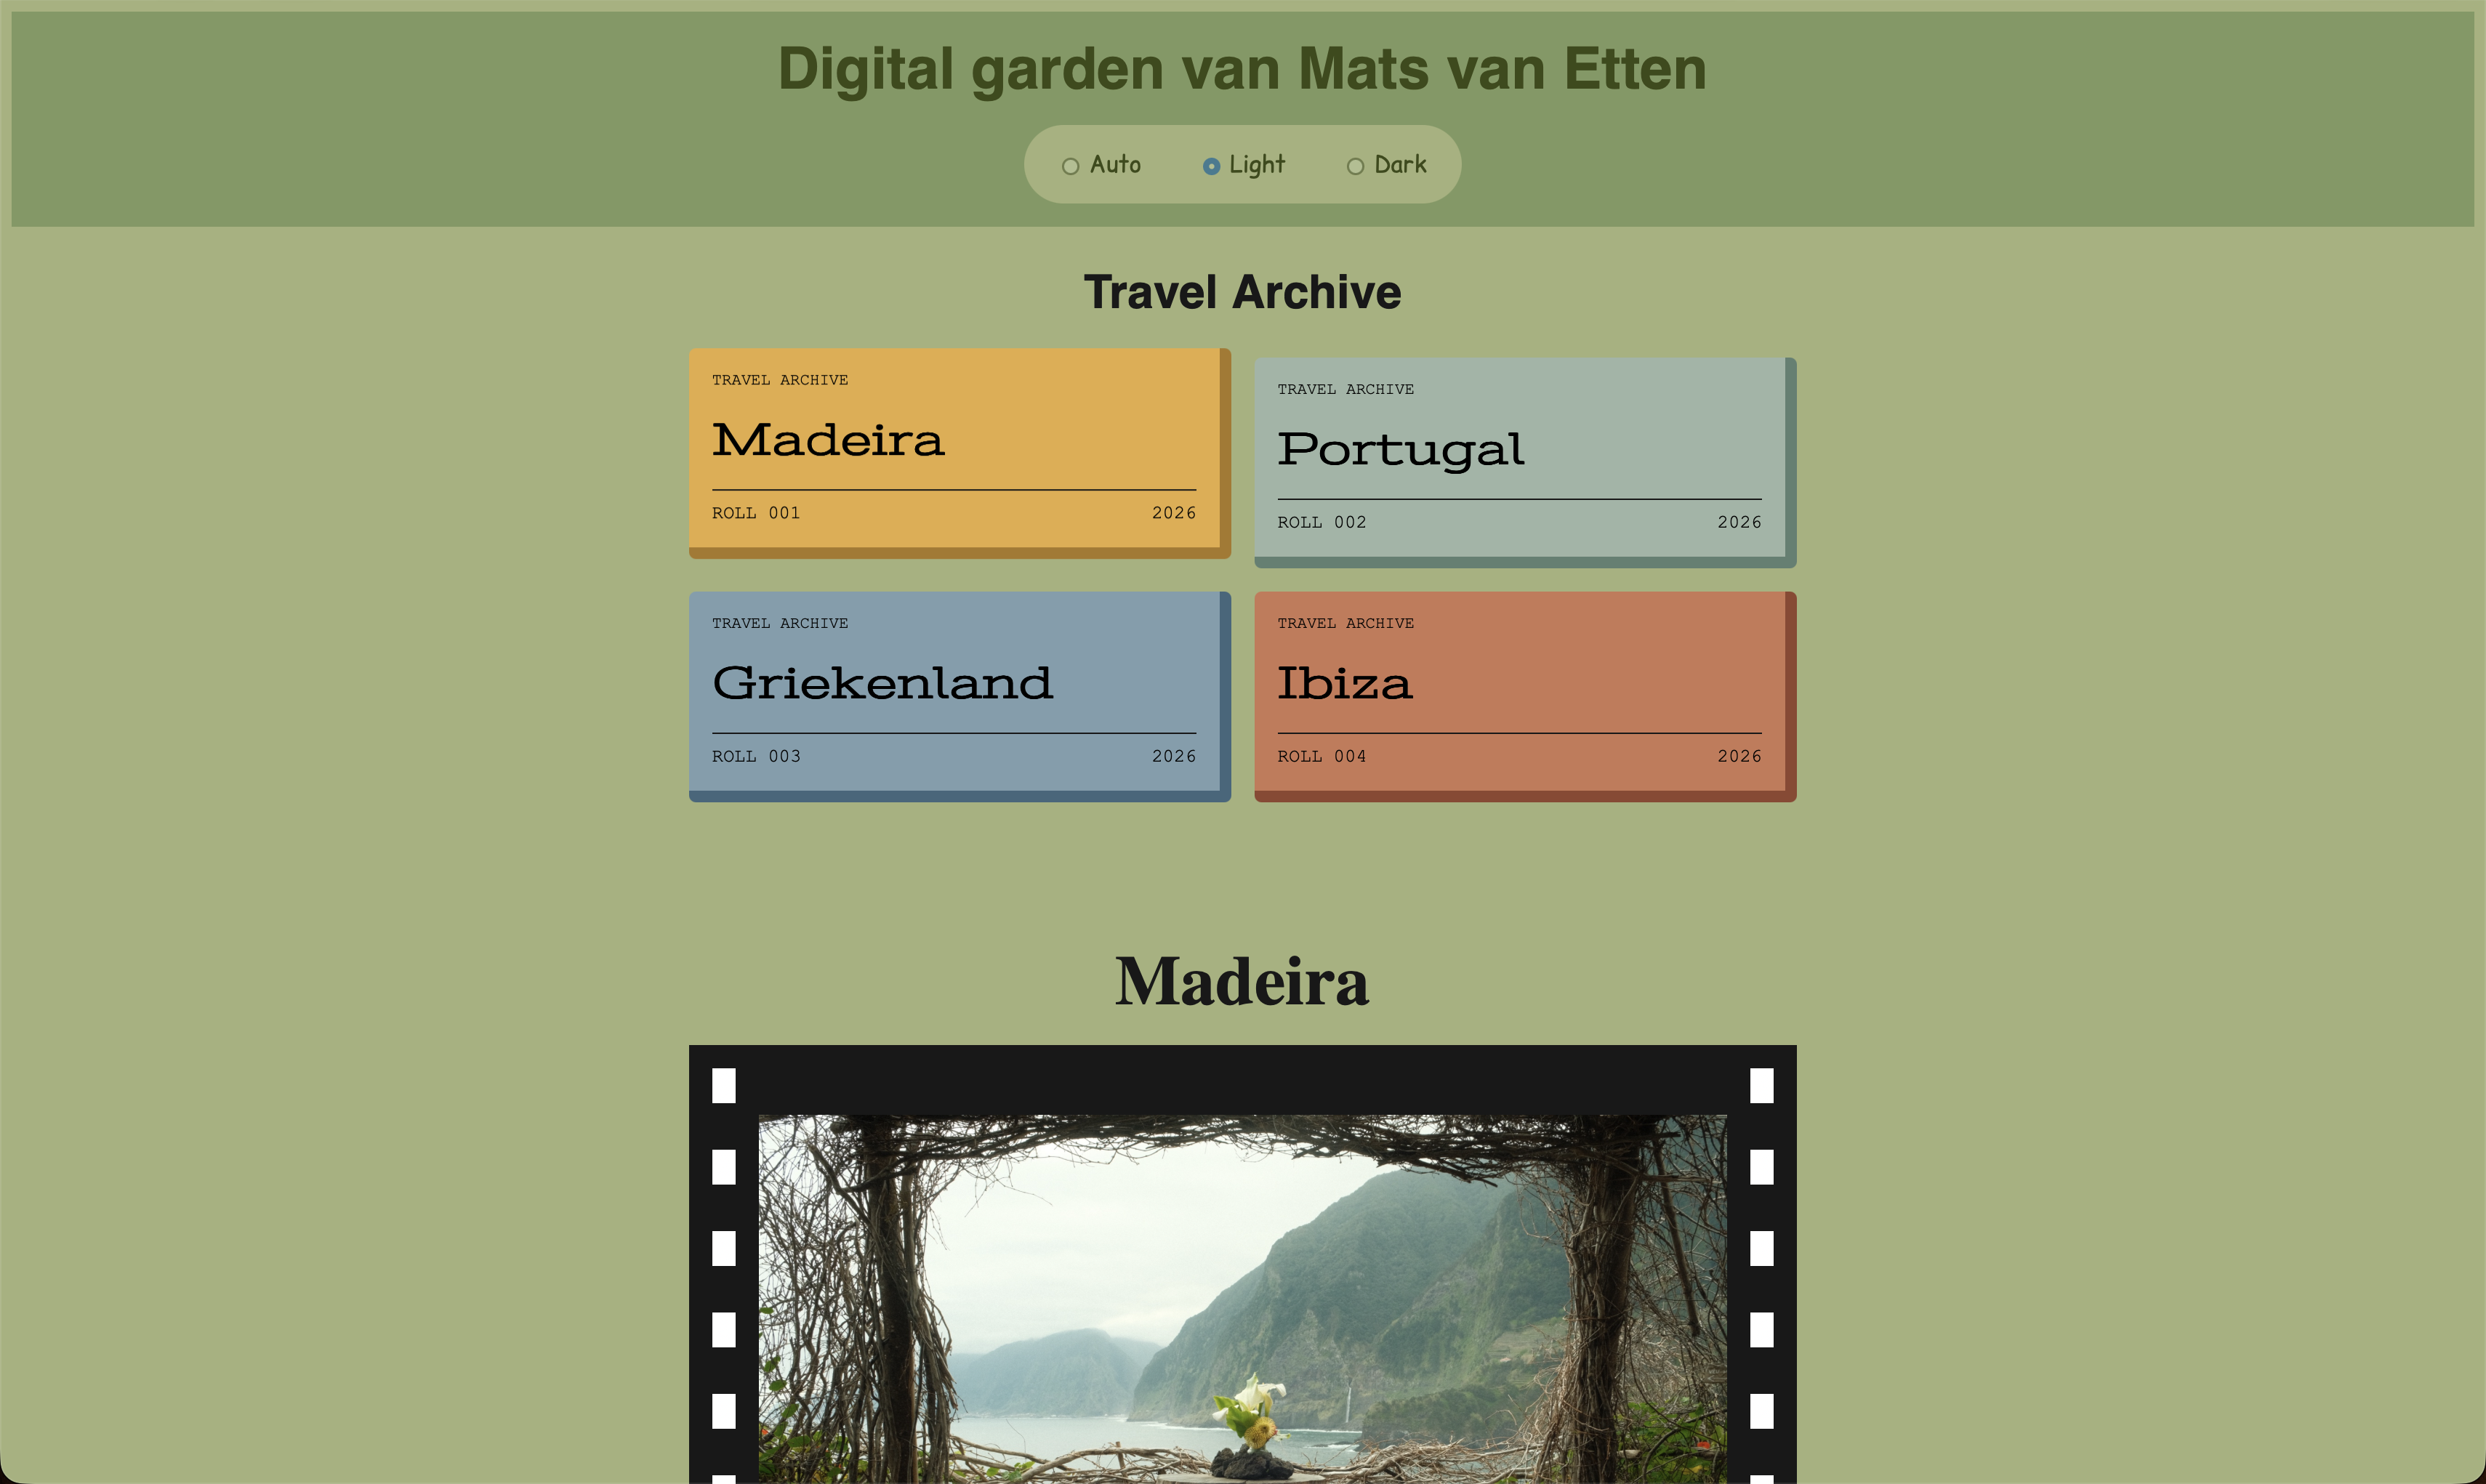 Digital garden van Mats van Etten
Auto Light Dark
Travel Archive
TRAVEL ARCHIVE
Madeira
ROLL 001 2026
TRAVEL ARCHIVE
Portugal
ROLL 002 2026
TRAVEL ARCHIVE
Griekenland
ROLL 003 2026
TRAVEL ARCHIVE
Ibiza
ROLL 004 2026
Madeira